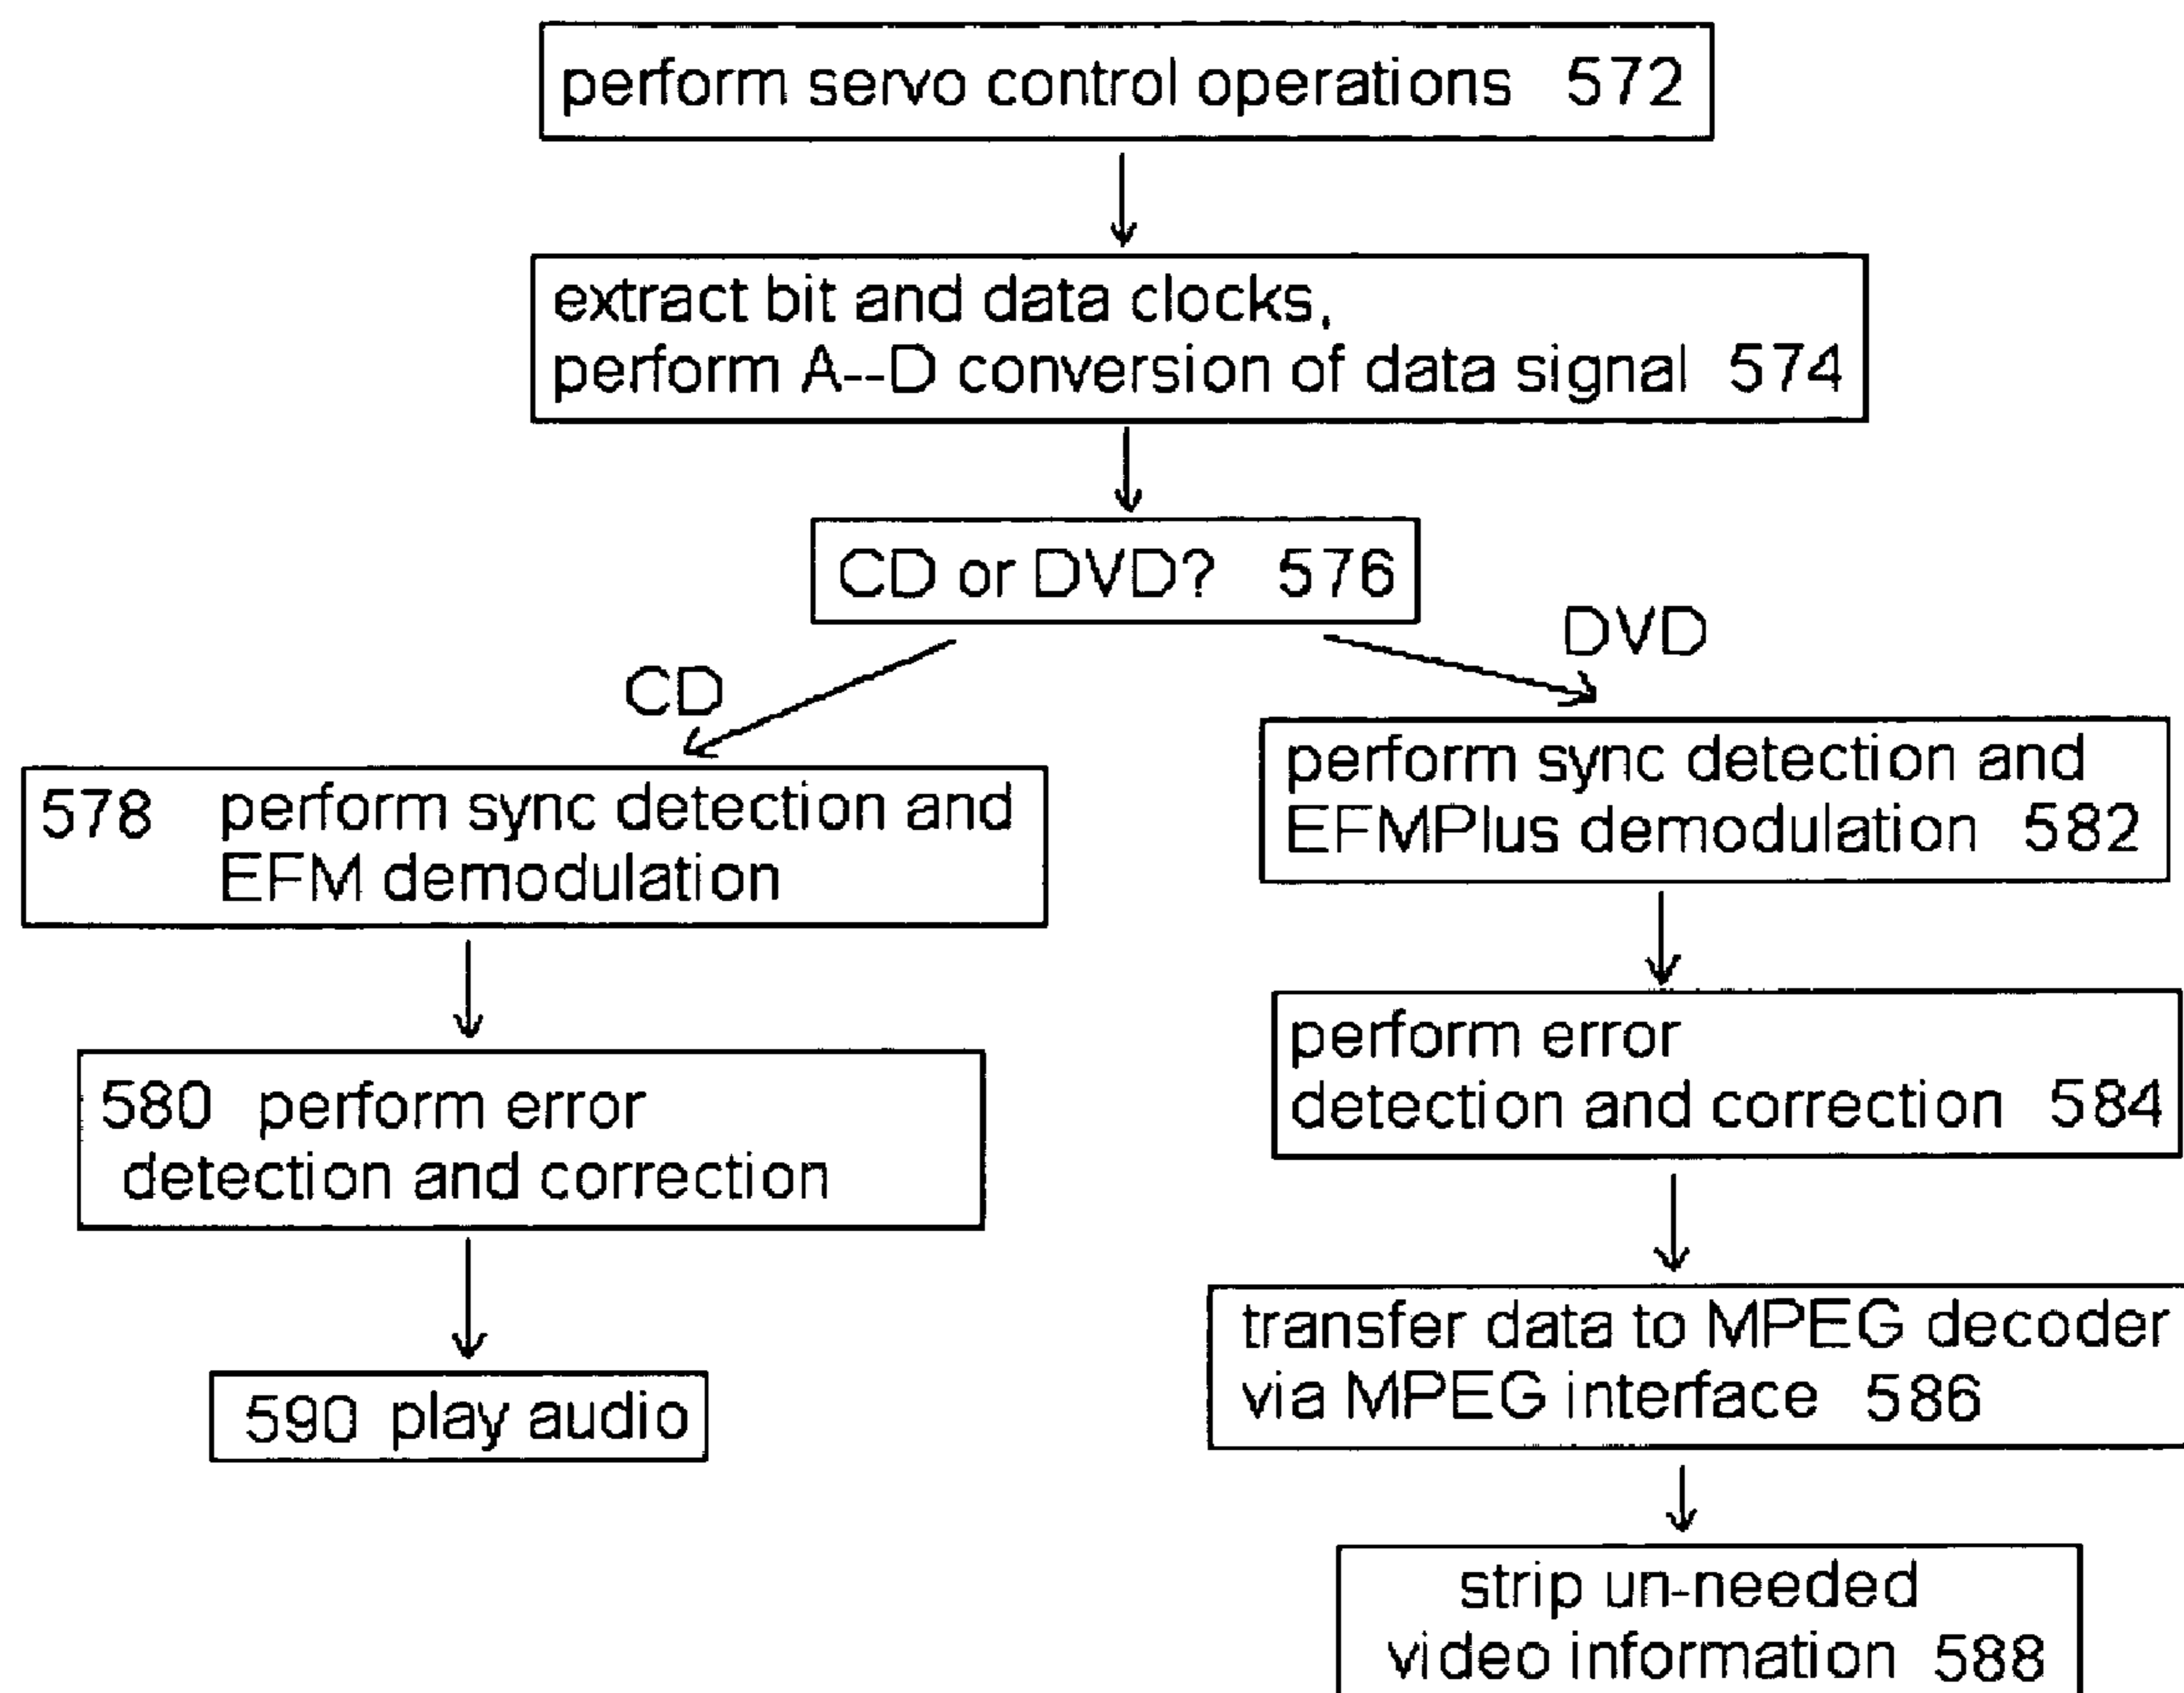 perform servo control operations 572
extract bit and data clocks,
perform A--D conversion of data signal 574
CD or DVD? 576
CD
DVD
578 perform sync detection and
EFM demodulation
580 perform error
detection and correction
590 play audio
perform sync detection and
EFMPlus demodulation 582
perform error
detection and correction 584
transfer data to MPEG decoder
via MPEG interface 586
strip un-needed
video information 588